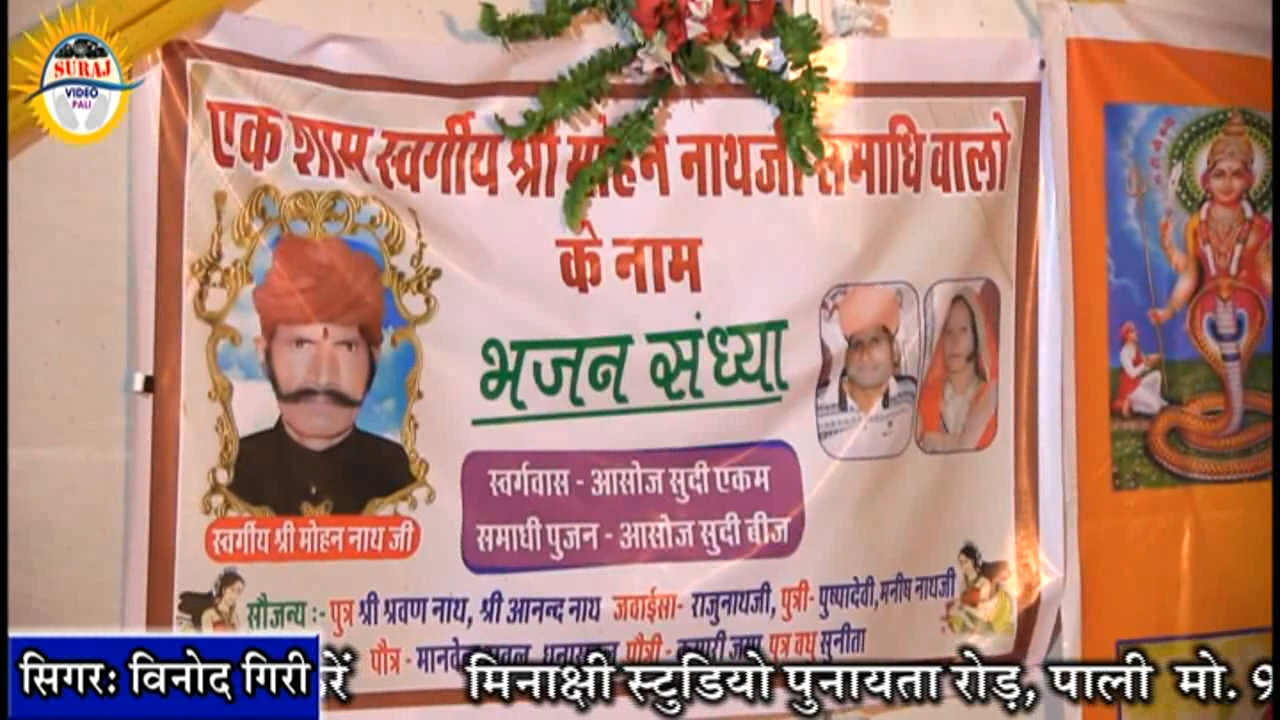 SURAJ
VIDEO
PALI
एक शाम स्वर्गीय श्री मोहन नाथजी समाधि वालो
के नाम
भजन संध्या
स्वर्गवास - आसोज सुदी एकम
समाधी पुजन - आसोज सुदी बीज
स्वर्गीय श्री मोहन नाथ जी
सौजन्य :- पुत्र श्री श्रवण नाथ, श्री आनन्द नाथ जवाईसा- राजुनाथजी, पुत्री- पुष्पादेवी, मनीष नाथजी
पौत्र - पौत्री - पुत्र वधु सुनीता
सिगरः विनोद गिरी
मिनाक्षी स्टुडियो पुनायता रोड़, पाली मो. 9